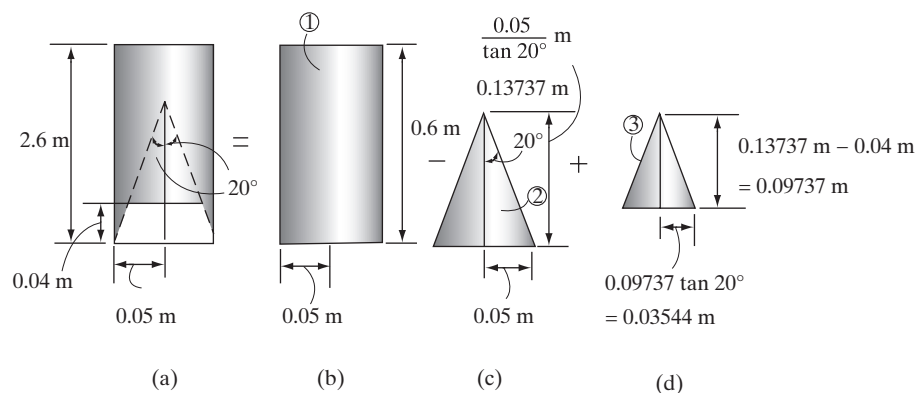 2.6 m
20°
0.04 m
0.05 m
(a)
=
①
0.6 m
0.05 m
(b)
−
0.05
tan 20° m
0.13737 m
20°
②
0.05 m
(c)
+
③
0.13737 m – 0.04 m
= 0.09737 m
0.09737 tan 20°
= 0.03544 m
(d)